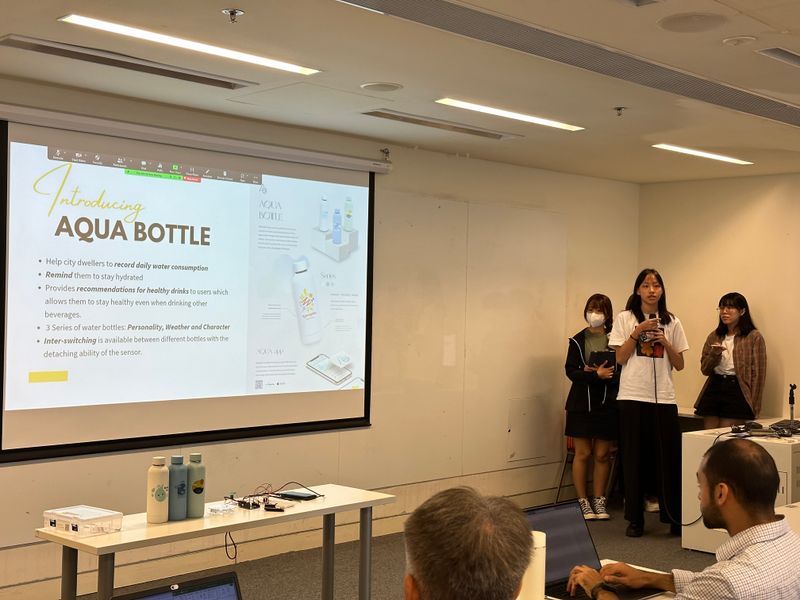 Introducing
AQUA BOTTLE
• Help city dwellers to record daily water consumption
• Remind them to stay hydrated
• Provides recommendations for healthy drinks to users which
allows them to stay healthy even when drinking other
beverages.
• 3 Series of water bottles: Personality, Weather and Character
• Inter-switching is available between different bottles with the
detaching ability of the sensor.
AQUA
BOTTLE
Series
AQUA app